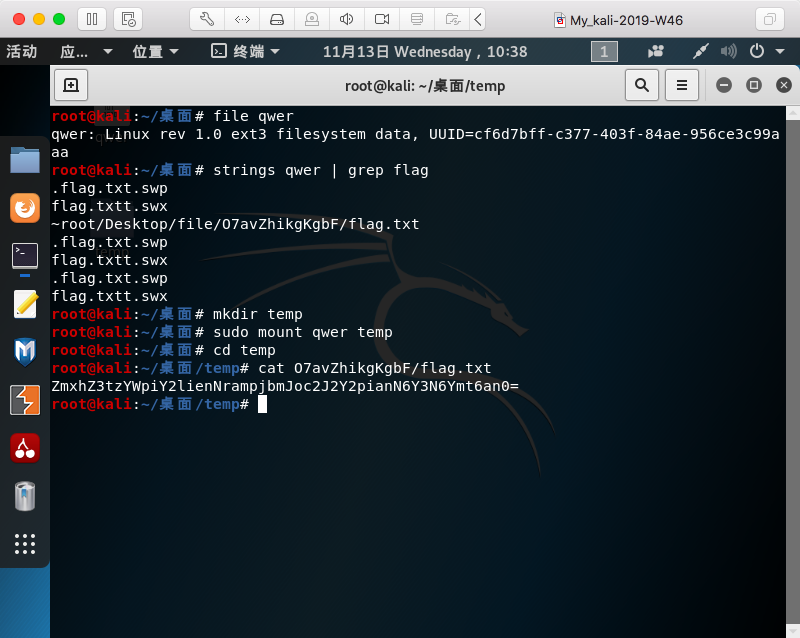 My_kali-2019-W46
活动 应... 位置 终端 11月13日 Wednesday，10:38 1
root@kali: ~/桌面/temp
root@kali:~/桌面# file qwer
qwer: Linux rev 1.0 ext3 filesystem data, UUID=cf6d7bff-c377-403f-84ae-956ce3c99a
aa
root@kali:~/桌面# strings qwer | grep flag
.flag.txt.swp
flag.txtt.swx
~root/Desktop/file/O7avZhikgKgbF/flag.txt
.flag.txt.swp
flag.txtt.swx
.flag.txt.swp
flag.txtt.swx
root@kali:~/桌面# mkdir temp
root@kali:~/桌面# sudo mount qwer temp
root@kali:~/桌面# cd temp
root@kali:~/桌面/temp# cat O7avZhikgKgbF/flag.txt
ZmxhZ3tzYWpiY2lienNrampjbmJoc2J2Y2pianN6Y3N6Ymt6an0=
root@kali:~/桌面/temp#